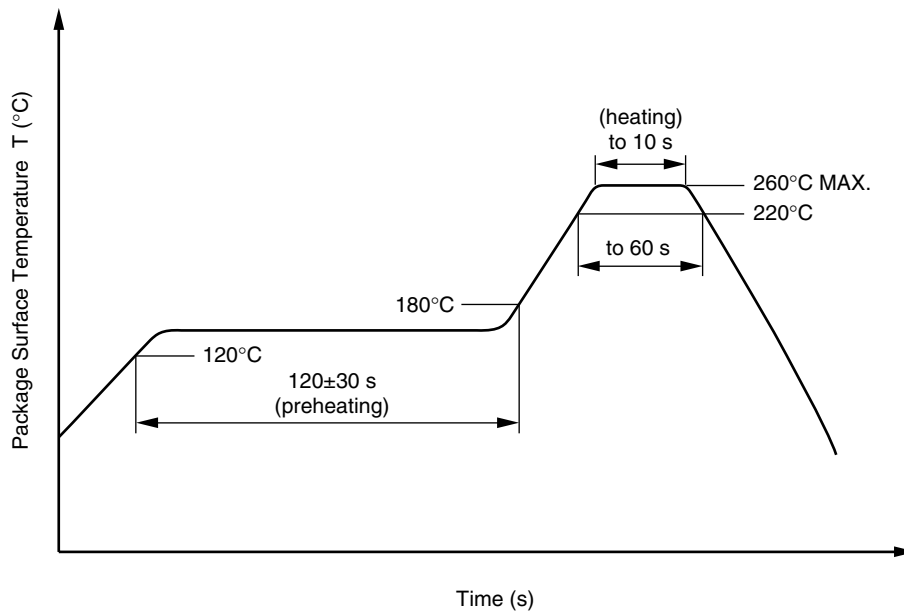 Package Surface Temperature T (°C)
(heating)
to 10 s
260°C MAX.
220°C
to 60 s
180°C
120°C
120±30 s
(preheating)
Time (s)